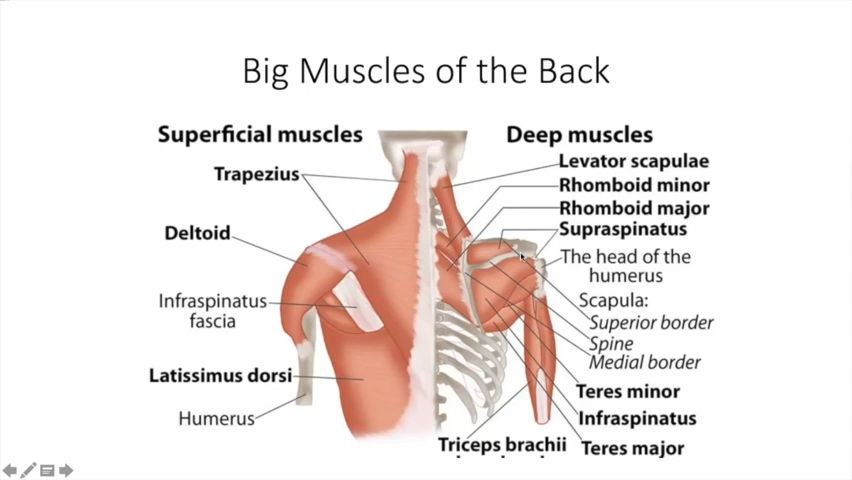 Big Muscles of the Back
Superficial muscles
Trapezius
Deltoid
Infraspinatus
fascia
Latissimus dorsi
Humerus
Deep muscles
Levator scapulae
Rhomboid minor
Rhomboid major
Supraspinatus
The head of the
humerus
Scapula:
Superior border
Spine
Medial border
Teres minor
Infraspinatus
Teres major
Triceps brachii